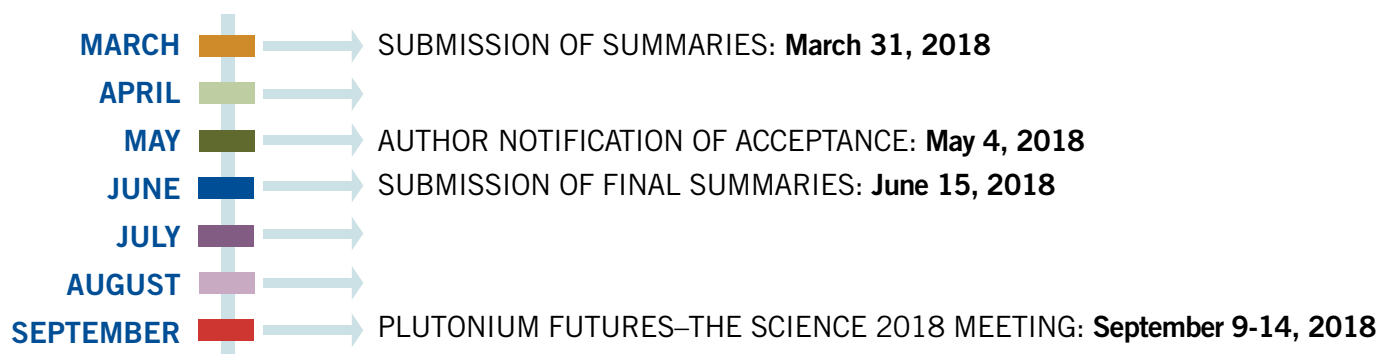 MARCH SUBMISSION OF SUMMARIES: March 31, 2018
APRIL
MAY AUTHOR NOTIFICATION OF ACCEPTANCE: May 4, 2018
JUNE SUBMISSION OF FINAL SUMMARIES: June 15, 2018
JULY
AUGUST
SEPTEMBER PLUTONIUM FUTURES–THE SCIENCE 2018 MEETING: September 9-14, 2018